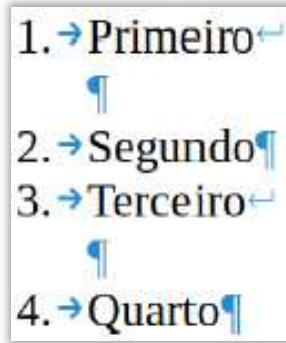 1.→Primeiro↵
¶
2.→Segundo¶
3.→Terceiro↵
¶
4.→Quarto¶